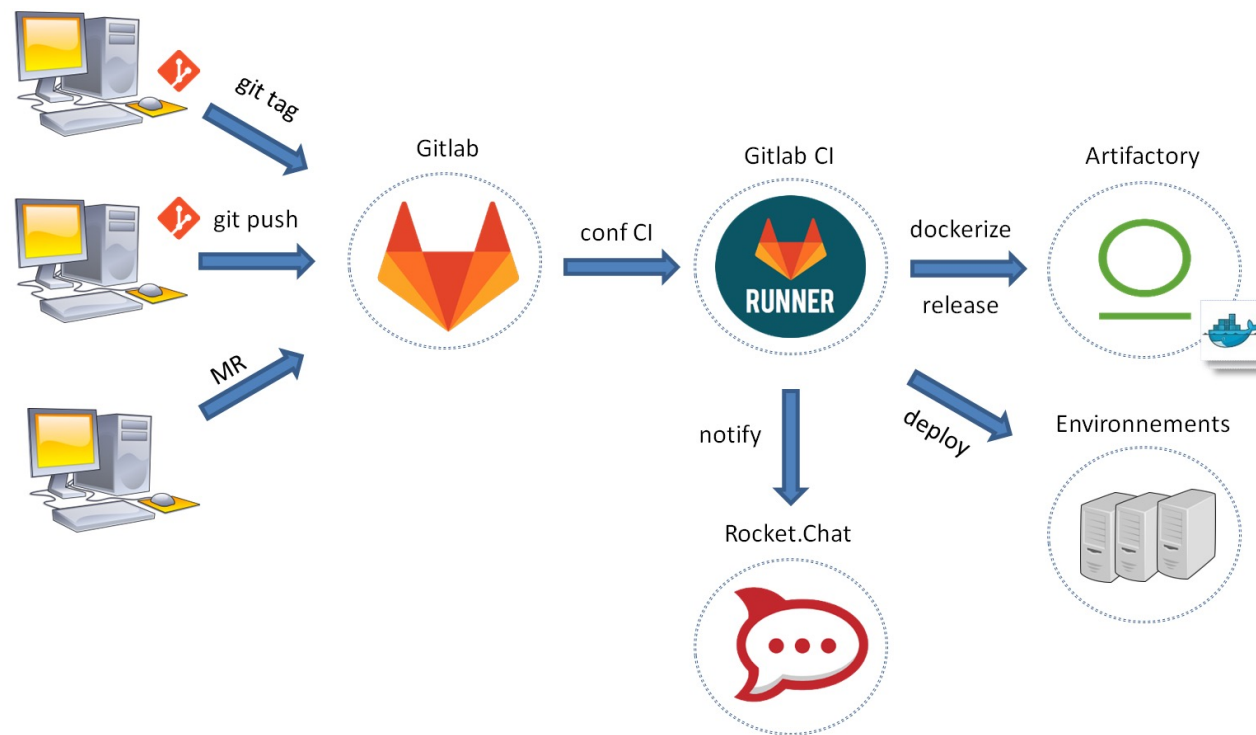 git tag
Gitlab
Gitlab CI
Artifactory
git push
conf CI
dockerize
RUNNER
release
MR
notify
deploy
Environnements
Rocket.Chat